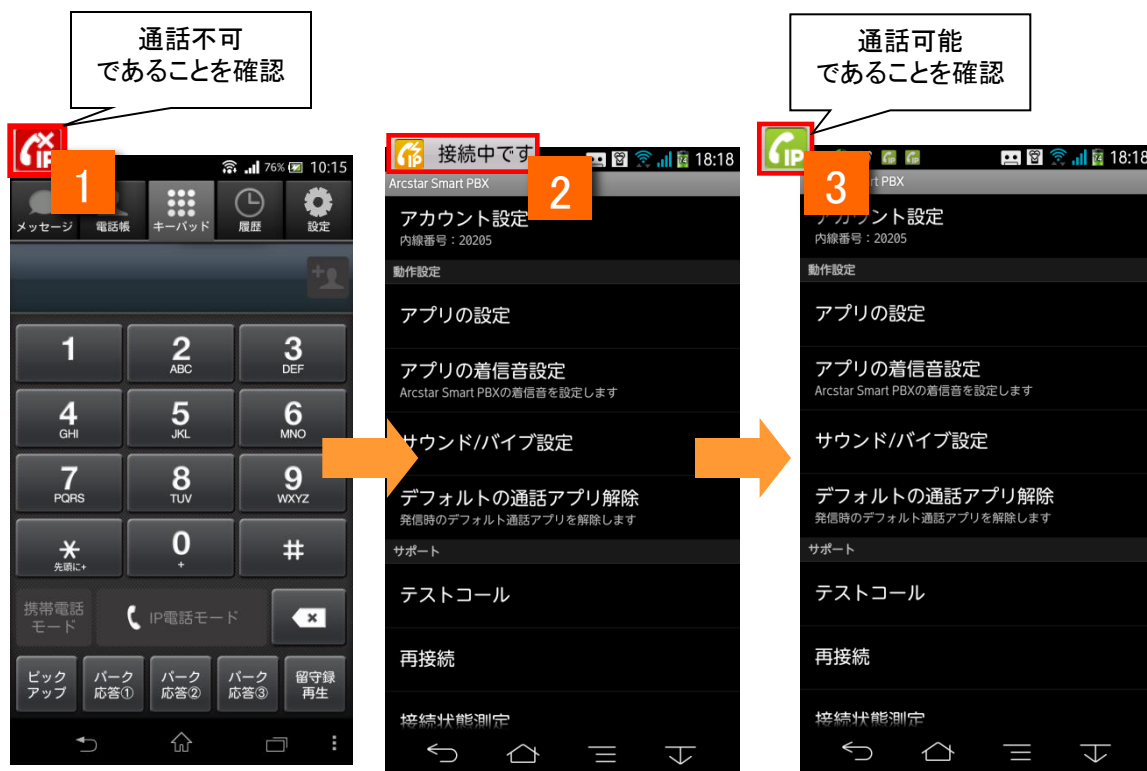 通話不可
であることを確認
通話可能
であることを確認
IP
1
76% 10:15
メッセージ
電話帳
キーパッド
履歴
設定
1
2
ABC
3
DEF
4
GHI
5
JKL
6
MNO
7
PQRS
8
TUV
9
WXYZ
先頭に+
0
+
#
携帯電話
モード
IP電話モード
ピック
アップ
パーク
応答①
パーク
応答②
パーク
応答③
留守録
再生
IP
接続中です
18:18
2
Arcstar Smart PBX
アカウント設定
内線番号：20205
動作設定
アプリの設定
アプリの着信音設定
Arcstar Smart PBXの着信音を設定します
サウンド/バイブ設定
デフォルトの通話アプリ解除
発信時のデフォルト通話アプリを解除します
サポート
テストコール
再接続
接続状態測定
IP
18:18
3
rt PBX
アカウント設定
内線番号：20205
動作設定
アプリの設定
アプリの着信音設定
Arcstar Smart PBXの着信音を設定します
サウンド/バイブ設定
デフォルトの通話アプリ解除
発信時のデフォルト通話アプリを解除します
サポート
テストコール
再接続
接続状態測定